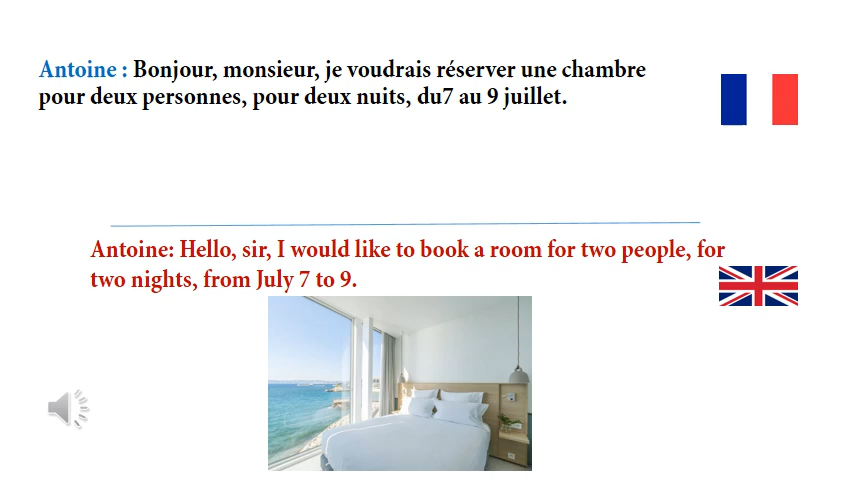 Antoine : Bonjour, monsieur, je voudrais réserver une chambre
pour deux personnes, pour deux nuits, du7 au 9 juillet.
Antoine: Hello, sir, I would like to book a room for two people, for
two nights, from July 7 to 9.